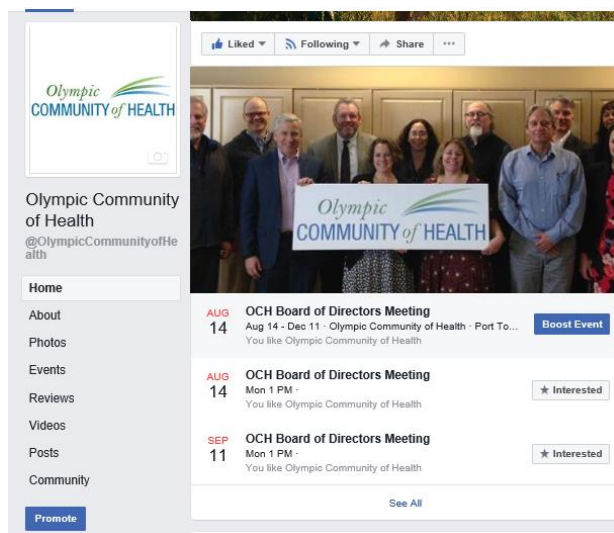 Olympic
COMMUNITY of HEALTH
Olympic Community
of Health
@OlympicCommunityofHe
alth
Home
About
Photos
Events
Reviews
Videos
Posts
Community
Promote
Liked
Following
Share
Olympic
COMMUNITY of HEALTH
AUG
14
OCH Board of Directors Meeting
Aug 14 - Dec 11 · Olympic Community of Health · Port To...
You like Olympic Community of Health
Boost Event
AUG
14
OCH Board of Directors Meeting
Mon 1 PM ·
You like Olympic Community of Health
Interested
SEP
11
OCH Board of Directors Meeting
Mon 1 PM ·
You like Olympic Community of Health
Interested
See All